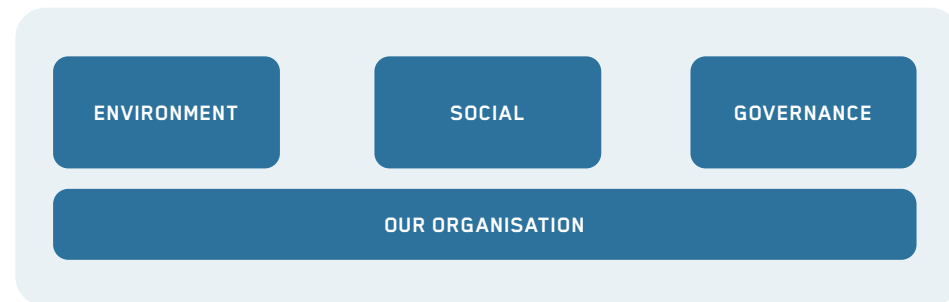 ENVIRONMENT
SOCIAL
GOVERNANCE
OUR ORGANISATION